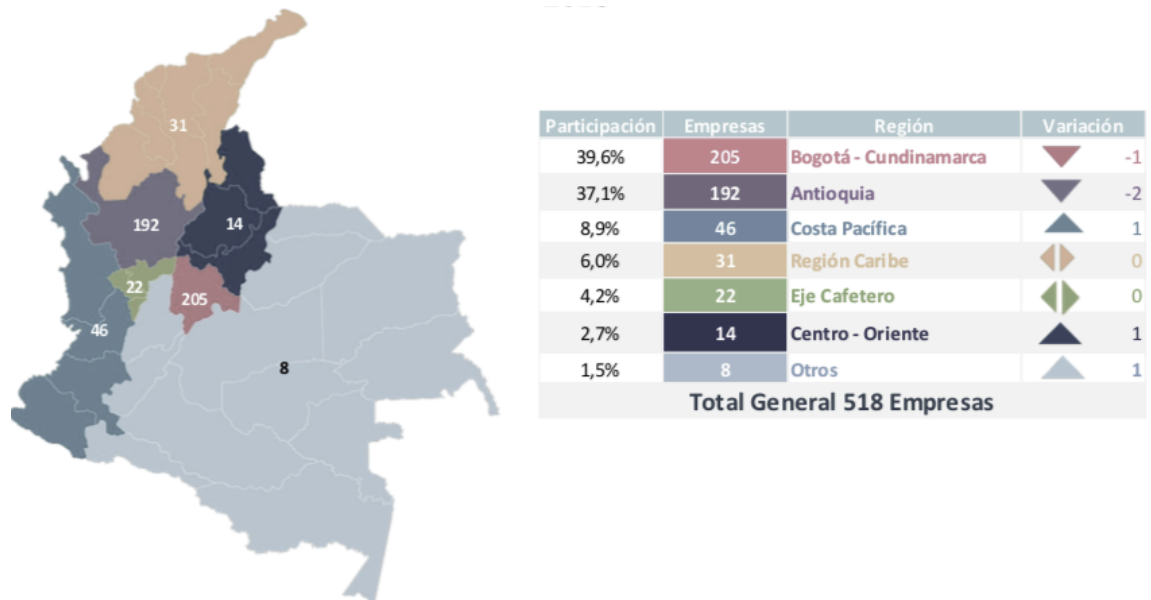 31
192
14
22
205
46
8
Participación Empresas Región Variación
39,6% 205 Bogotá - Cundinamarca -1
37,1% 192 Antioquia -2
8,9% 46 Costa Pacífica 1
6,0% 31 Región Caribe 0
4,2% 22 Eje Cafetero 0
2,7% 14 Centro - Oriente 1
1,5% 8 Otros 1
Total General 518 Empresas